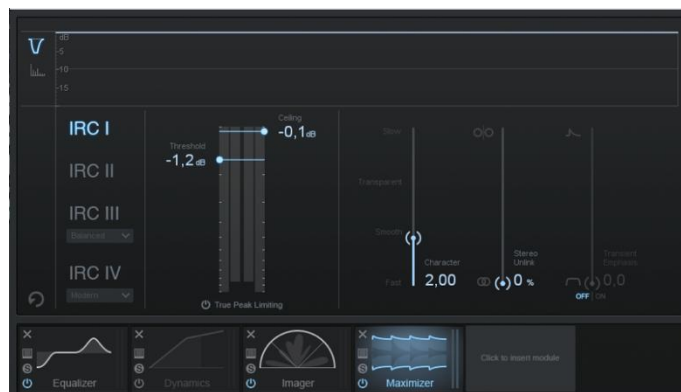 dB
-5
-10
-15
IRC I
IRC II
IRC III
Balanced
IRC IV
Modern
Threshold
-1,2 dB
Ceiling
-0,1 dB
True Peak Limiting
Slow
Transparent
Smooth
Fast
Character
2,00
Stereo
Unlink
0 %
Transient
Emphasis
0,0
OFF | ON
S
Equalizer
S
Dynamics
S
Imager
S
Maximizer
Click to insert module